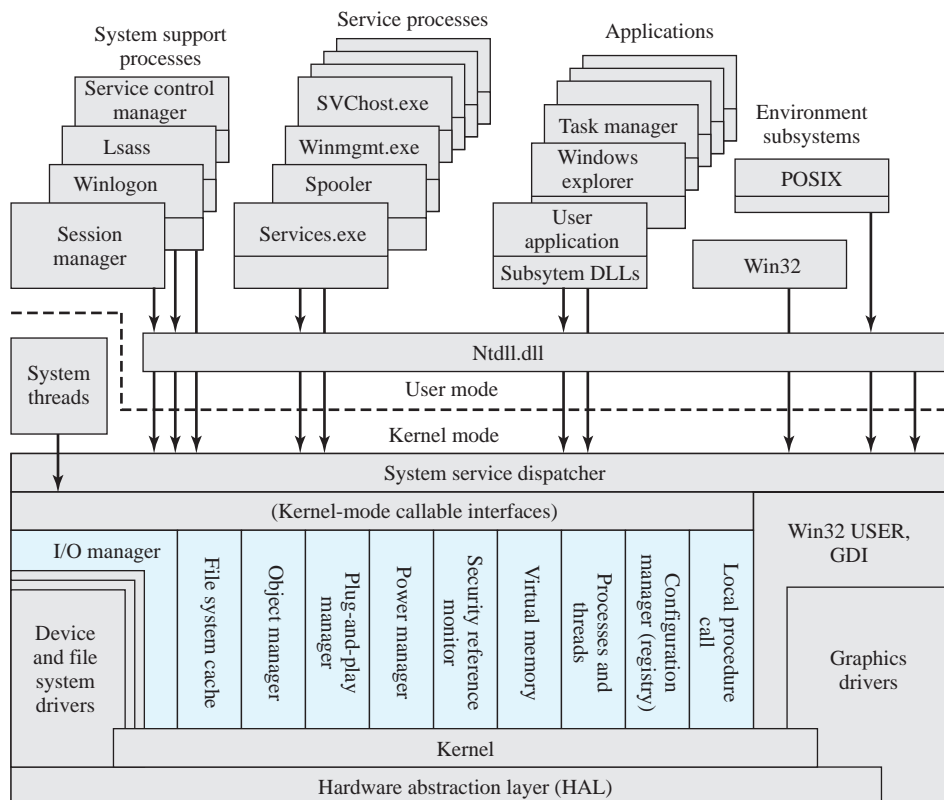 System support
processes
Service control
manager
Lsass
Winlogon
Session
manager
Service processes
SVChost.exe
Winmgmt.exe
Spooler
Services.exe
Applications
Task manager
Windows
explorer
User
application
Subsytem DLLs
Environment
subsystems
POSIX
Win32
Ntdll.dll
System
threads
User mode
Kernel mode
System service dispatcher
(Kernel-mode callable interfaces)
Win32 USER,
GDI
I/O manager
Device
and file
system
drivers
File system cache
Object manager
Plug-and-play
manager
Power manager
Security reference
monitor
Virtual memory
Processes and
threads
Configuration
manager (registry)
Local procedure
call
Graphics
drivers
Kernel
Hardware abstraction layer (HAL)